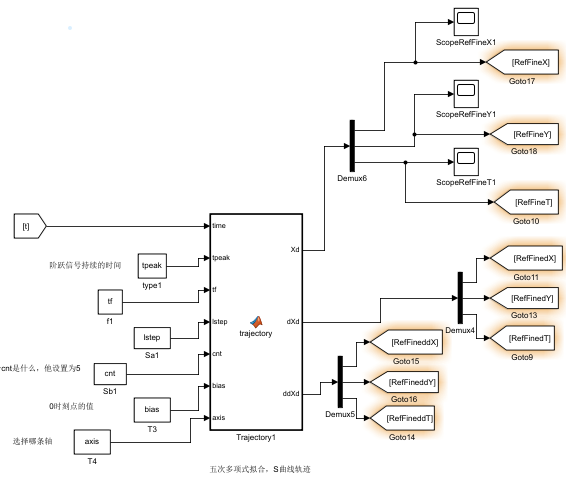 ScopeRefFineX1
[RefFineX]
Goto17
ScopeRefFineY1
[RefFineY]
Goto18
Demux6
ScopeRefFineT1
[RefFineT]
Goto10
[t]
time
Xd
阶跃信号持续的时间
tpeak
type1
tpeak
[RefFinedX]
Goto11
tf
f1
tf
[RefFinedY]
Goto13
lstep
Sa1
lstep
trajectory
dXd
Demux4
[RefFinedT]
Goto9
cnt是什么，他设置为5
cnt
Sb1
cnt
[RefFineddX]
Goto15
0时刻点的值
bias
T3
bias
ddXd
Demux5
[RefFineddY]
Goto16
选择哪条轴
axis
T4
axis
[RefFineddT]
Goto14
Trajectory1
五次多项式拟合，S曲线轨迹